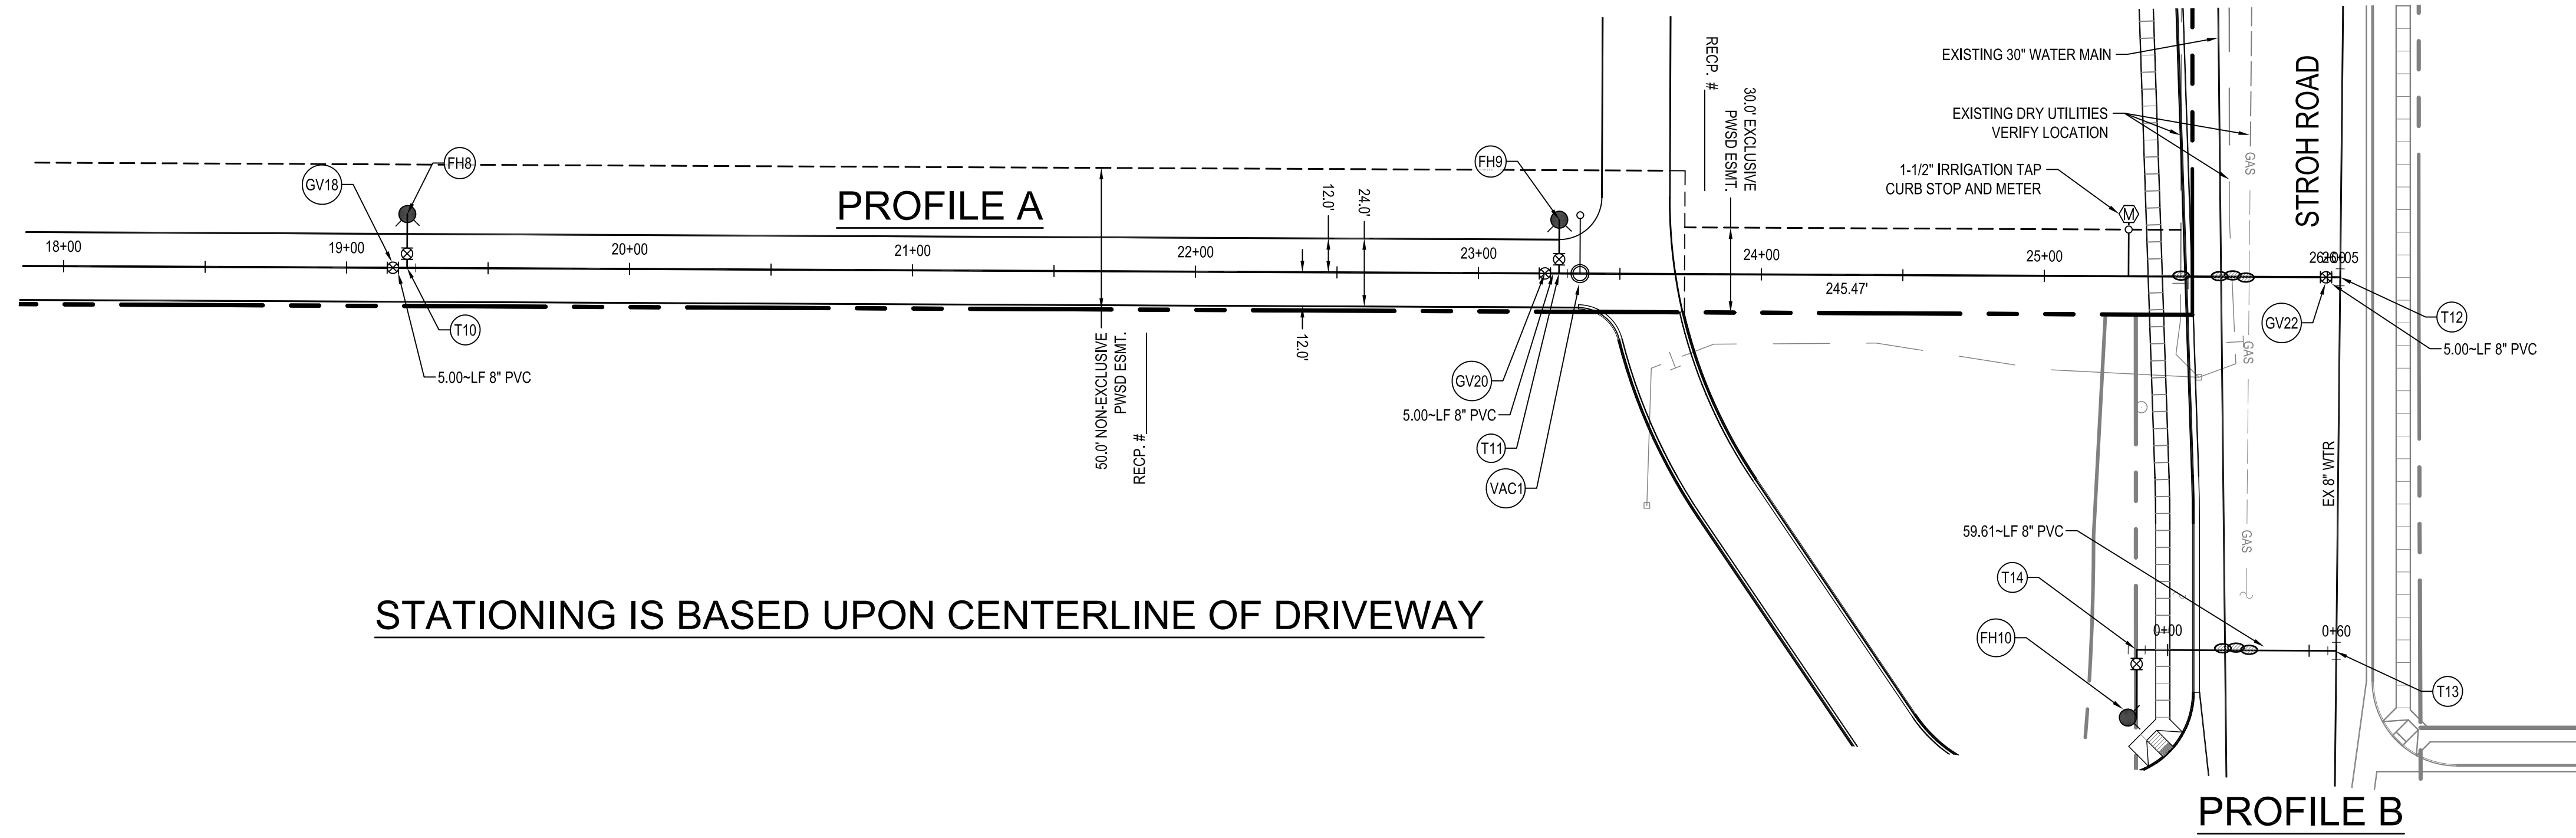 RECP. #
30.0' EXCLUSIVE
PWSD ESMT.
EXISTING 30" WATER MAIN
STROH ROAD
EXISTING DRY UTILITIES
VERIFY LOCATION
GAS
1-1/2" IRRIGATION TAP
CURB STOP AND METER
M
FH8
GV18
PROFILE A
FH9
12.0'
24.0'
18+00
19+00
20+00
21+00
22+00
23+00
24+00
25+00
245.47'
GV22
T12
5.00~LF 8" PVC
T10
5.00~LF 8" PVC
50.0' NON-EXCLUSIVE
PWSD ESMT.
RECP. #
12.0'
GV20
5.00~LF 8" PVC
T11
VAC1
GAS
EX 8" WTR
GAS
59.61~LF 8" PVC
T14
FH10
0+00
0+60
T13
STATIONING IS BASED UPON CENTERLINE OF DRIVEWAY
PROFILE B